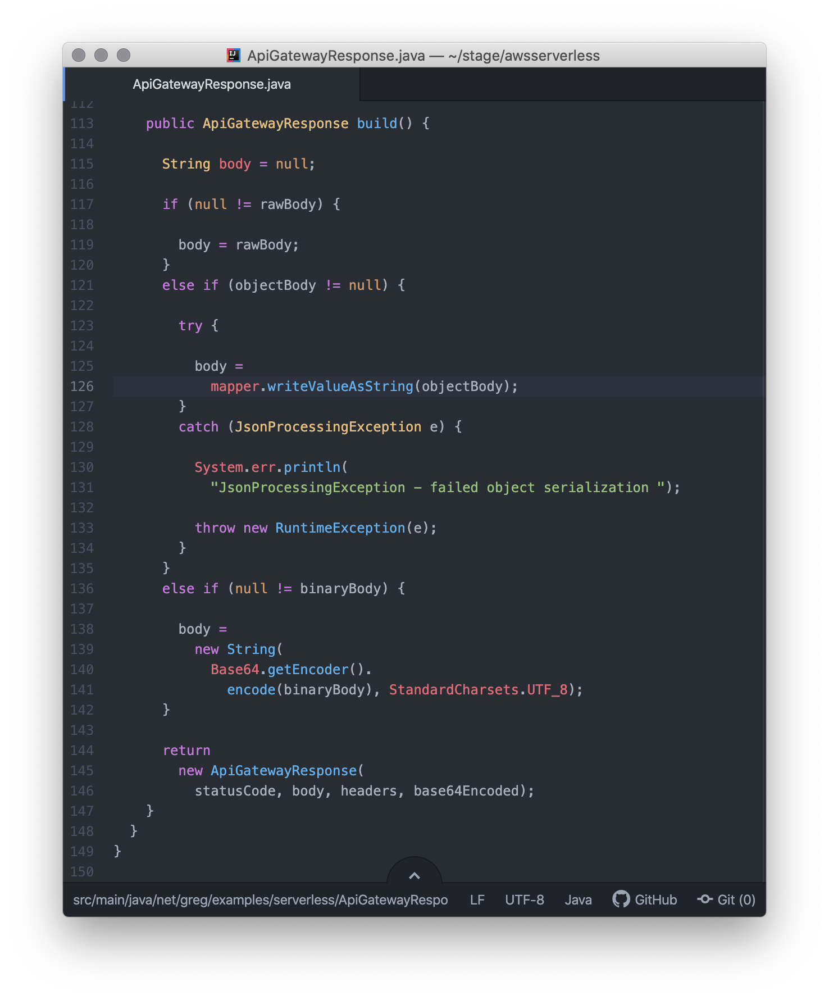 ApiGatewayResponse.java — ~/stage/awsserverless
ApiGatewayResponse.java
112
113 public ApiGatewayResponse build() {
114
115 String body = null;
116
117 if (null != rawBody) {
118
119 body = rawBody;
120 }
121 else if (objectBody != null) {
122
123 try {
124
125 body =
126 mapper.writeValueAsString(objectBody);
127 }
128 catch (JsonProcessingException e) {
129
130 System.err.println(
131 "JsonProcessingException - failed object serialization ");
132
133 throw new RuntimeException(e);
134 }
135 }
136 else if (null != binaryBody) {
137
138 body =
139 new String(
140 Base64.getEncoder().
141 encode(binaryBody), StandardCharsets.UTF_8);
142 }
143
144 return
145 new ApiGatewayResponse(
146 statusCode, body, headers, base64Encoded);
147 }
148 }
149 }
150
src/main/java/net/greg/examples/serverless/ApiGatewayRespo LF UTF-8 Java GitHub Git (0)